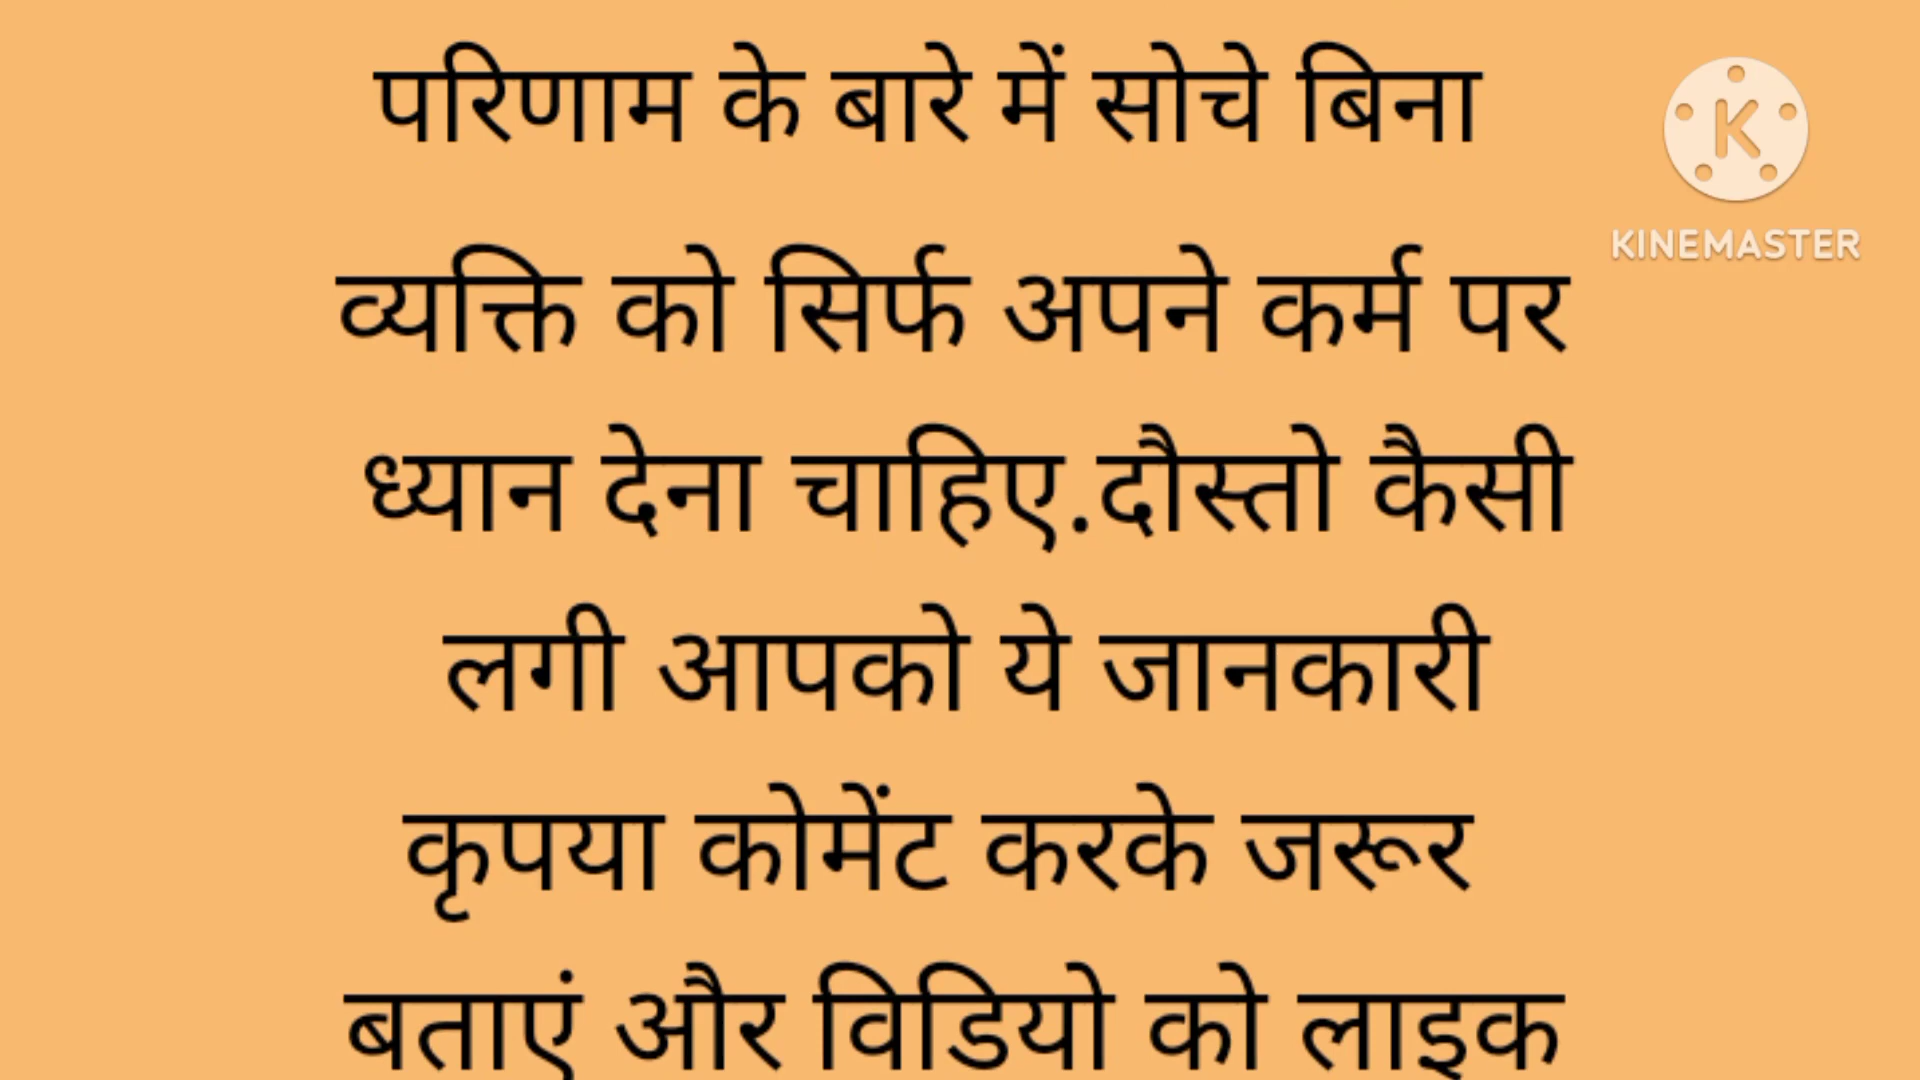 परिणाम के बारे में सोचे बिना
KINEMASTER
व्यक्ति को सिर्फ अपने कर्म पर
ध्यान देना चाहिए.दौस्तो कैसी
लगी आपको ये जानकारी
कृपया कोमेंट करके जरूर
बताएं और विडियो को लाइक